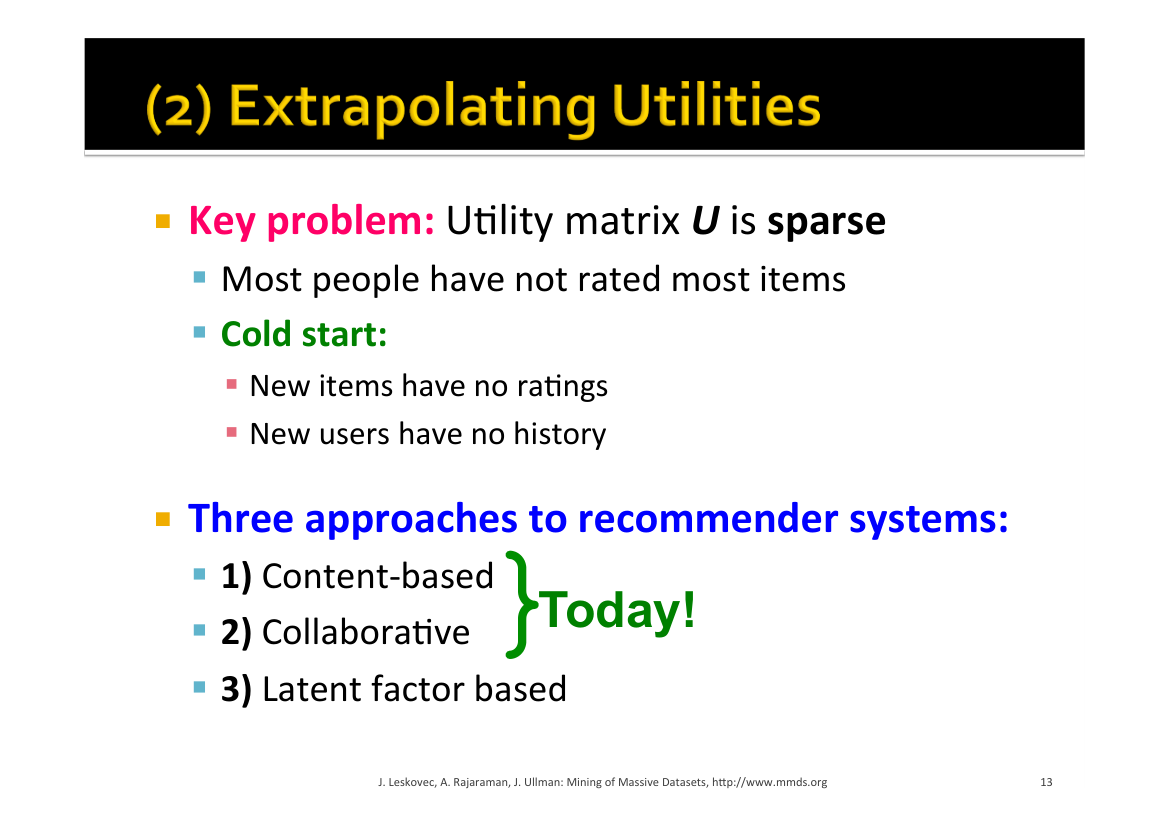 (2) Extrapolating Utilities
Key problem: Utility matrix U is sparse
Most people have not rated most items
Cold start:
New items have no ratings
New users have no history
Three approaches to recommender systems:
1) Content-based
2) Collaborative
Today!
3) Latent factor based
J. Leskovec, A. Rajaraman, J. Ullman: Mining of Massive Datasets, http://www.mmds.org
13